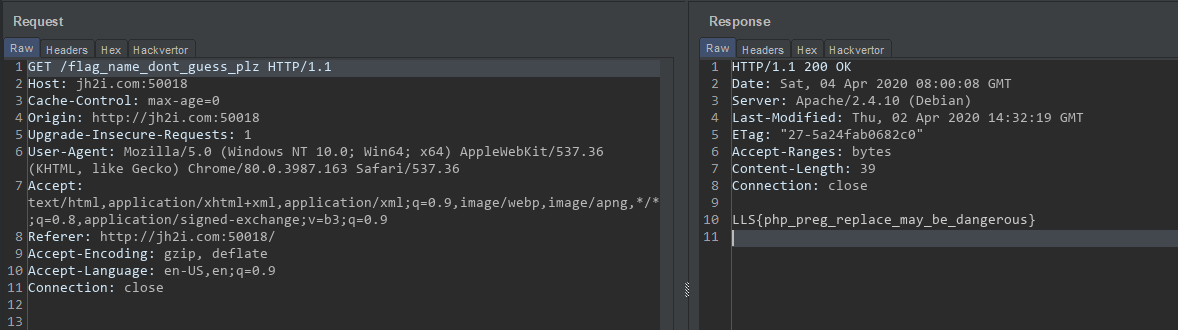 Request
Raw Headers Hex Hackvertor
1 GET /flag_name_dont_guess_plz HTTP/1.1
2 Host: jh2i.com:50018
3 Cache-Control: max-age=0
4 Origin: http://jh2i.com:50018
5 Upgrade-Insecure-Requests: 1
6 User-Agent: Mozilla/5.0 (Windows NT 10.0; Win64; x64) AppleWebKit/537.36
(KHTML, like Gecko) Chrome/80.0.3987.163 Safari/537.36
7 Accept:
text/html,application/xhtml+xml,application/xml;q=0.9,image/webp,image/apng,*/*
;q=0.8,application/signed-exchange;v=b3;q=0.9
8 Referer: http://jh2i.com:50018/
9 Accept-Encoding: gzip, deflate
10 Accept-Language: en-US,en;q=0.9
11 Connection: close
12
13
Response
Raw Headers Hex Hackvertor
1 HTTP/1.1 200 OK
2 Date: Sat, 04 Apr 2020 08:00:08 GMT
3 Server: Apache/2.4.10 (Debian)
4 Last-Modified: Thu, 02 Apr 2020 14:32:19 GMT
5 ETag: "27-5a24fab0682c0"
6 Accept-Ranges: bytes
7 Content-Length: 39
8 Connection: close
9
10 LLS{php_preg_replace_may_be_dangerous}
11